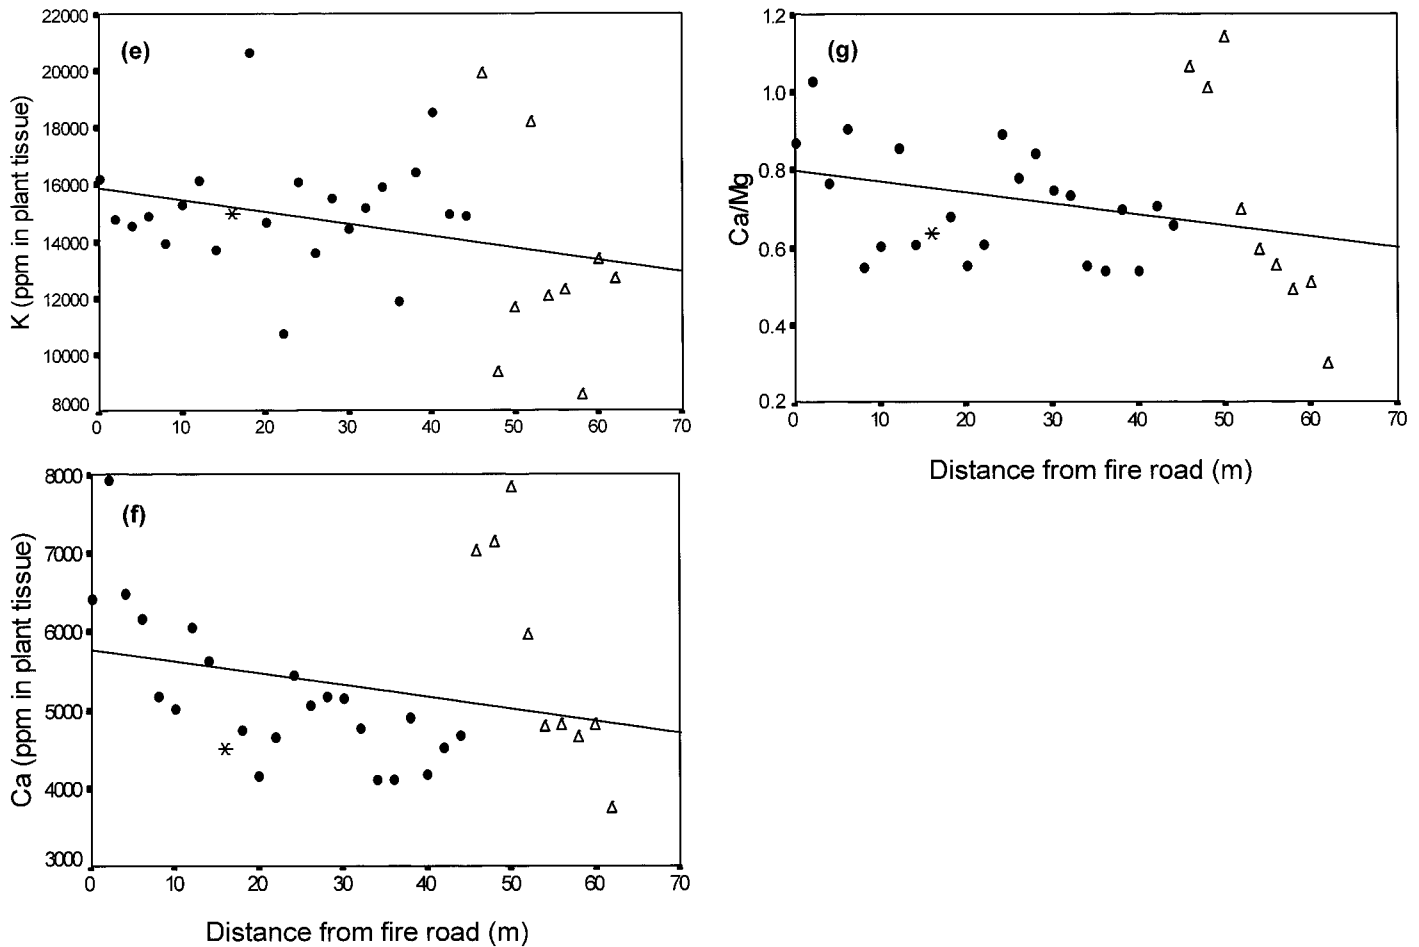 (e)
K (ppm in plant tissue)
22000
20000
18000
16000
14000
12000
10000
8000
0 10 20 30 40 50 60 70
(g)
Ca/Mg
1.2
1.0
0.8
0.6
0.4
0.2
0 10 20 30 40 50 60 70
Distance from fire road (m)
(f)
Ca (ppm in plant tissue)
8000
7000
6000
5000
4000
3000
0 10 20 30 40 50 60 70
Distance from fire road (m)